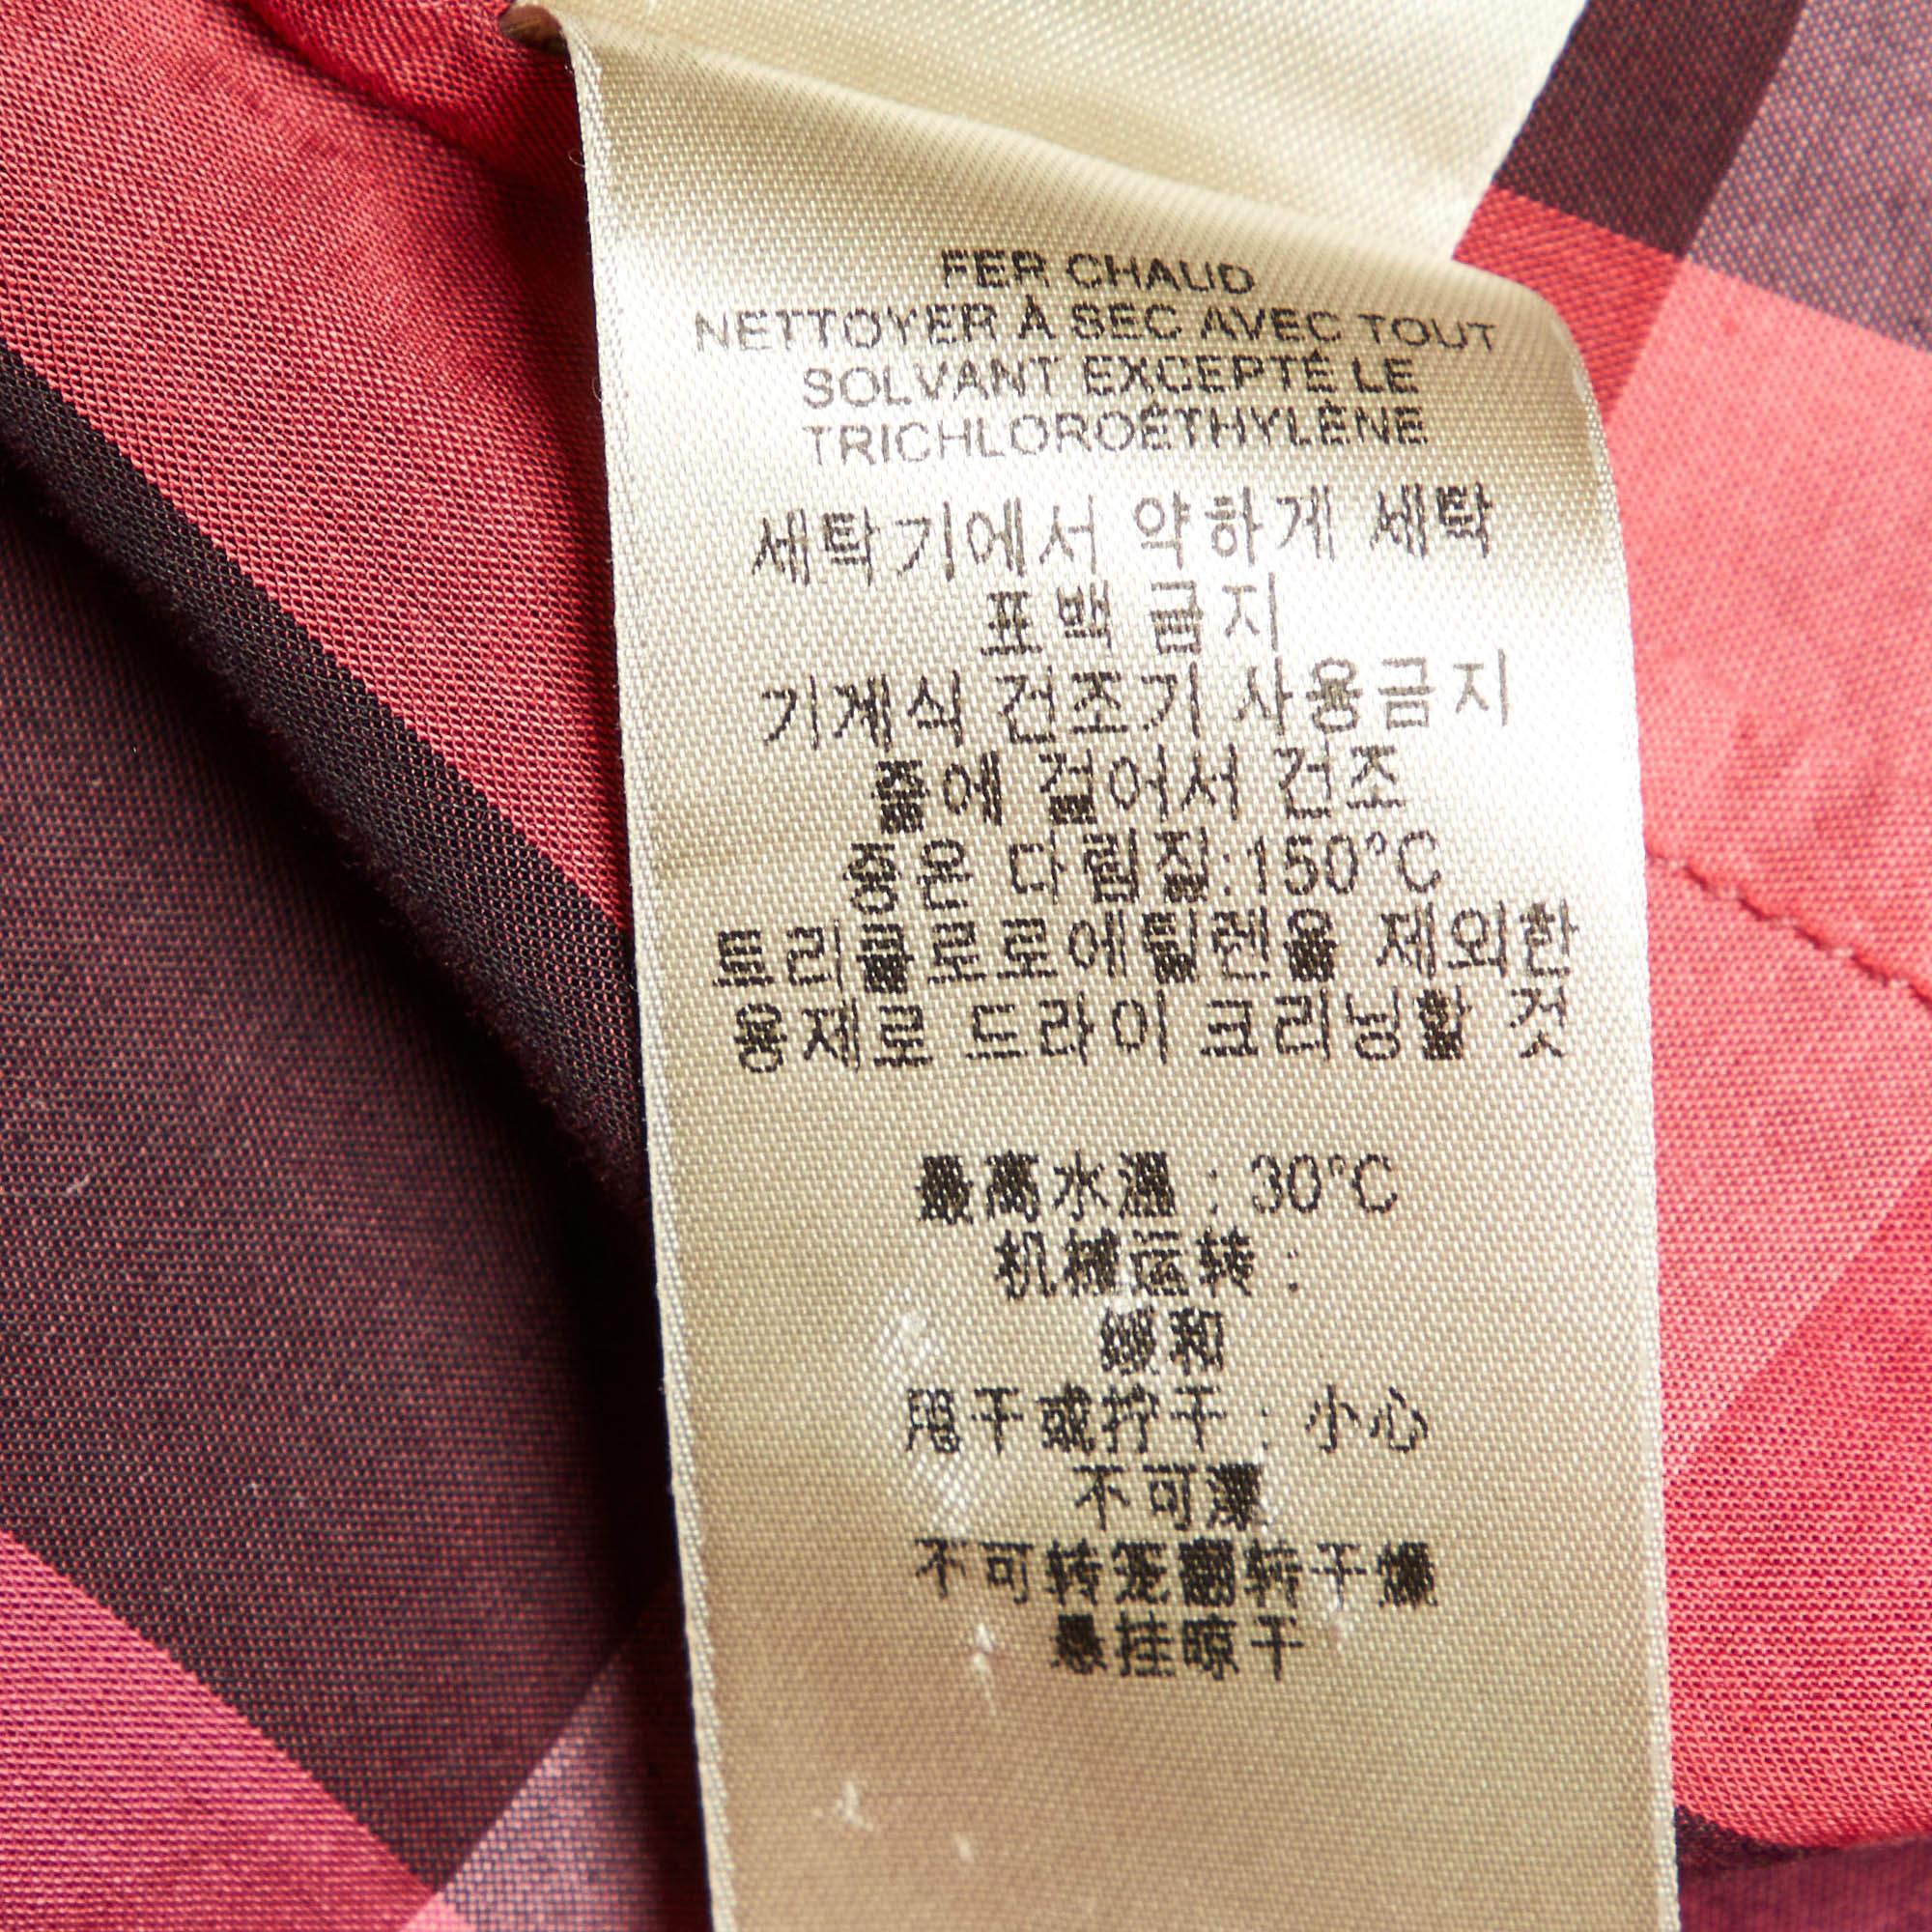 FER CHAUD
NETTOYER À SEC AVEC TOUT
SOLVANT EXCEPTÉ LE
TRICHLOROÉTHYLÈNE
세탁기에서 약하게 세탁
표백 금지
기계식 건조기 사용금지
줄에 걸어서 건조
중온 다림질:150°C
트리클로로에틸렌을 제외한
용제로 드라이 크리닝할 것
最高水温 : 30°C
机槽运转 :
缓和
甩干或拧干 : 小心
不可漂
不可转笼翻转干燥
悬挂晾干